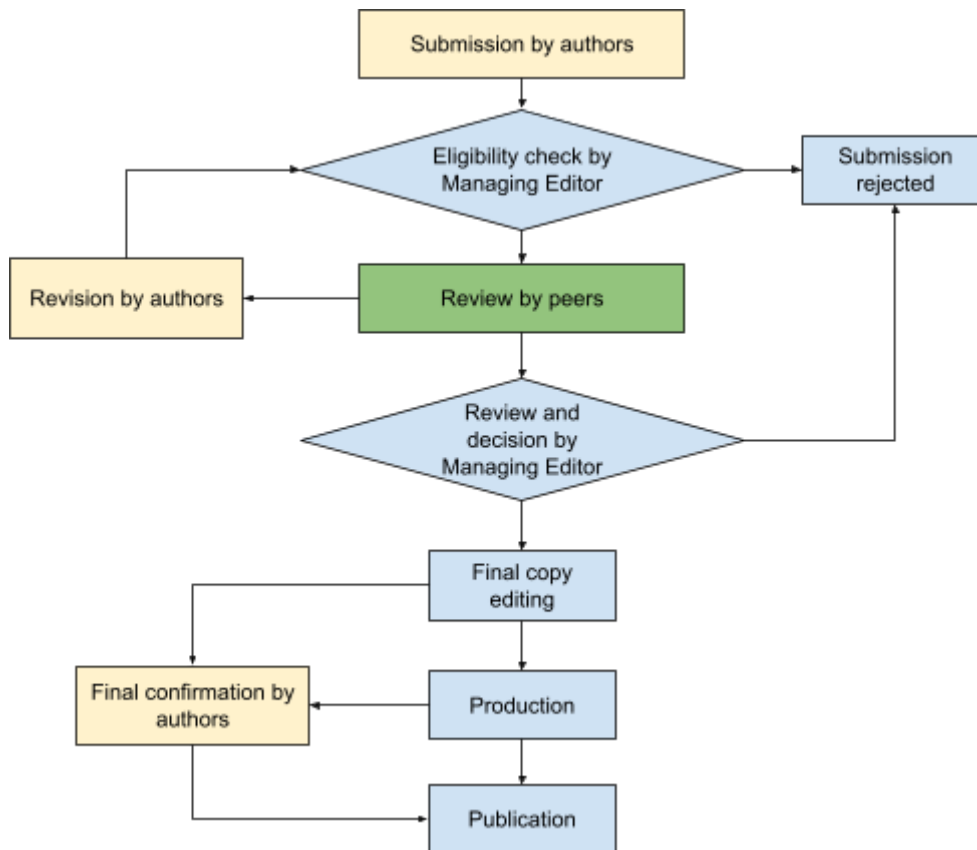 Submission by authors
Eligibility check by
Managing Editor
Submission
rejected
Revision by authors
Review by peers
Review and
decision by
Managing Editor
Final copy
editing
Final confirmation by
authors
Production
Publication